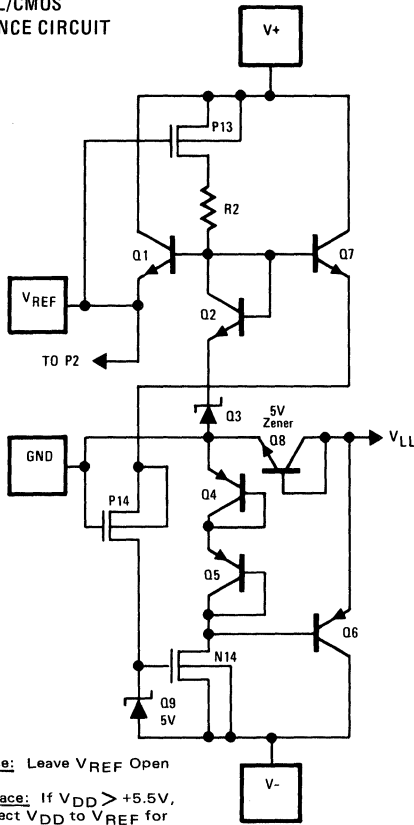 L/CMOS
NCE CIRCUIT
V+
P13
R2
Q1
Q7
VREF
Q2
TO P2
Q3
5V
Zener
Q8
VLL
GND
Q4
P14
Q5
Q6
N14
Q9
5V
e: Leave VREF Open
V-
ace: If VDD > +5.5V,
ect VDD to VREF for